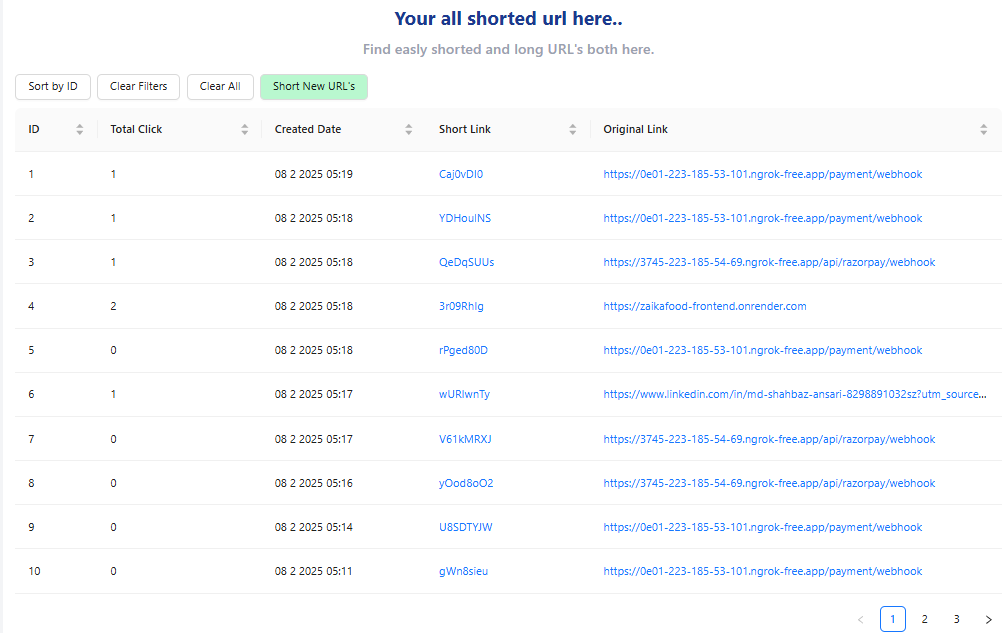 Your all shorted url here..
Find easly shorted and long URL's both here.
Sort by ID Clear Filters Clear All Short New URL's
ID Total Click Created Date Short Link Original Link
1 1 08 2 2025 05:19 Caj0vDI0 https://0e01-223-185-53-101.ngrok-free.app/payment/webhook
2 1 08 2 2025 05:18 YDHouINS https://0e01-223-185-53-101.ngrok-free.app/payment/webhook
3 1 08 2 2025 05:18 QeDqSUUs https://3745-223-185-54-69.ngrok-free.app/api/razorpay/webhook
4 2 08 2 2025 05:18 3r09RhIg https://zaikafood-frontend.onrender.com
5 0 08 2 2025 05:18 rPged80D https://0e01-223-185-53-101.ngrok-free.app/payment/webhook
6 1 08 2 2025 05:17 wURlwnTy https://www.linkedin.com/in/md-shahbaz-ansari-8298891032sz?utm_source...
7 0 08 2 2025 05:17 V61kMRXJ https://3745-223-185-54-69.ngrok-free.app/api/razorpay/webhook
8 0 08 2 2025 05:16 yOod8oO2 https://3745-223-185-54-69.ngrok-free.app/api/razorpay/webhook
9 0 08 2 2025 05:14 U8SDTYJW https://0e01-223-185-53-101.ngrok-free.app/payment/webhook
10 0 08 2 2025 05:11 gWn8sieu https://0e01-223-185-53-101.ngrok-free.app/payment/webhook
< 1 2 3 >